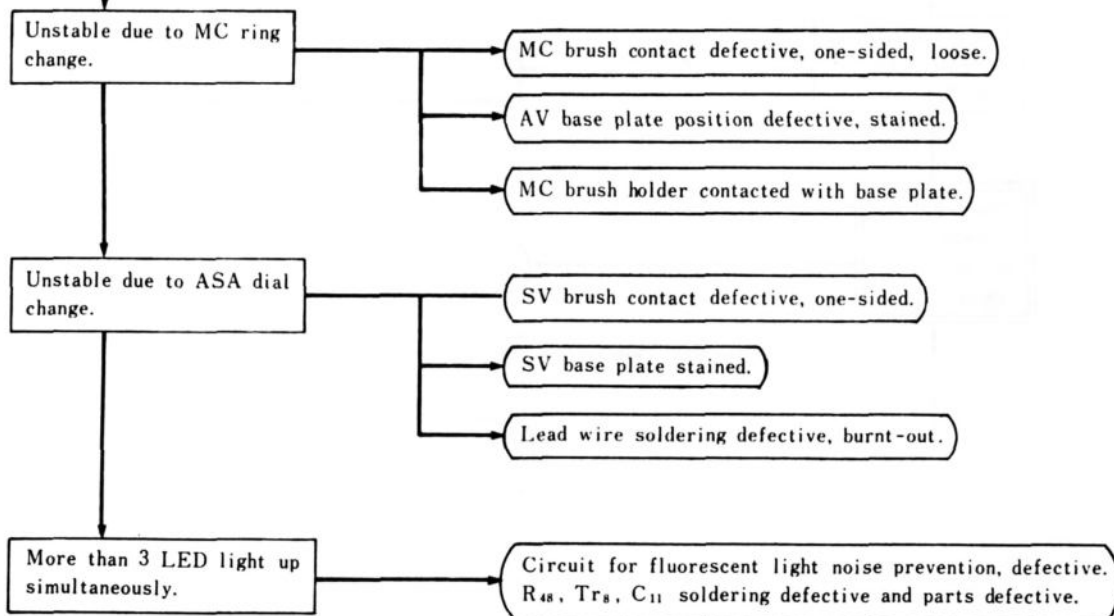 Unstable due to MC ring
change.
MC brush contact defective, one-sided, loose.
AV base plate position defective, stained.
MC brush holder contacted with base plate.
Unstable due to ASA dial
change.
SV brush contact defective, one-sided.
SV base plate stained.
Lead wire soldering defective, burnt-out.
More than 3 LED light up
simultaneously.
Circuit for fluorescent light noise prevention, defective.
R₄₈, Tr₈, C₁₁ soldering defective and parts defective.